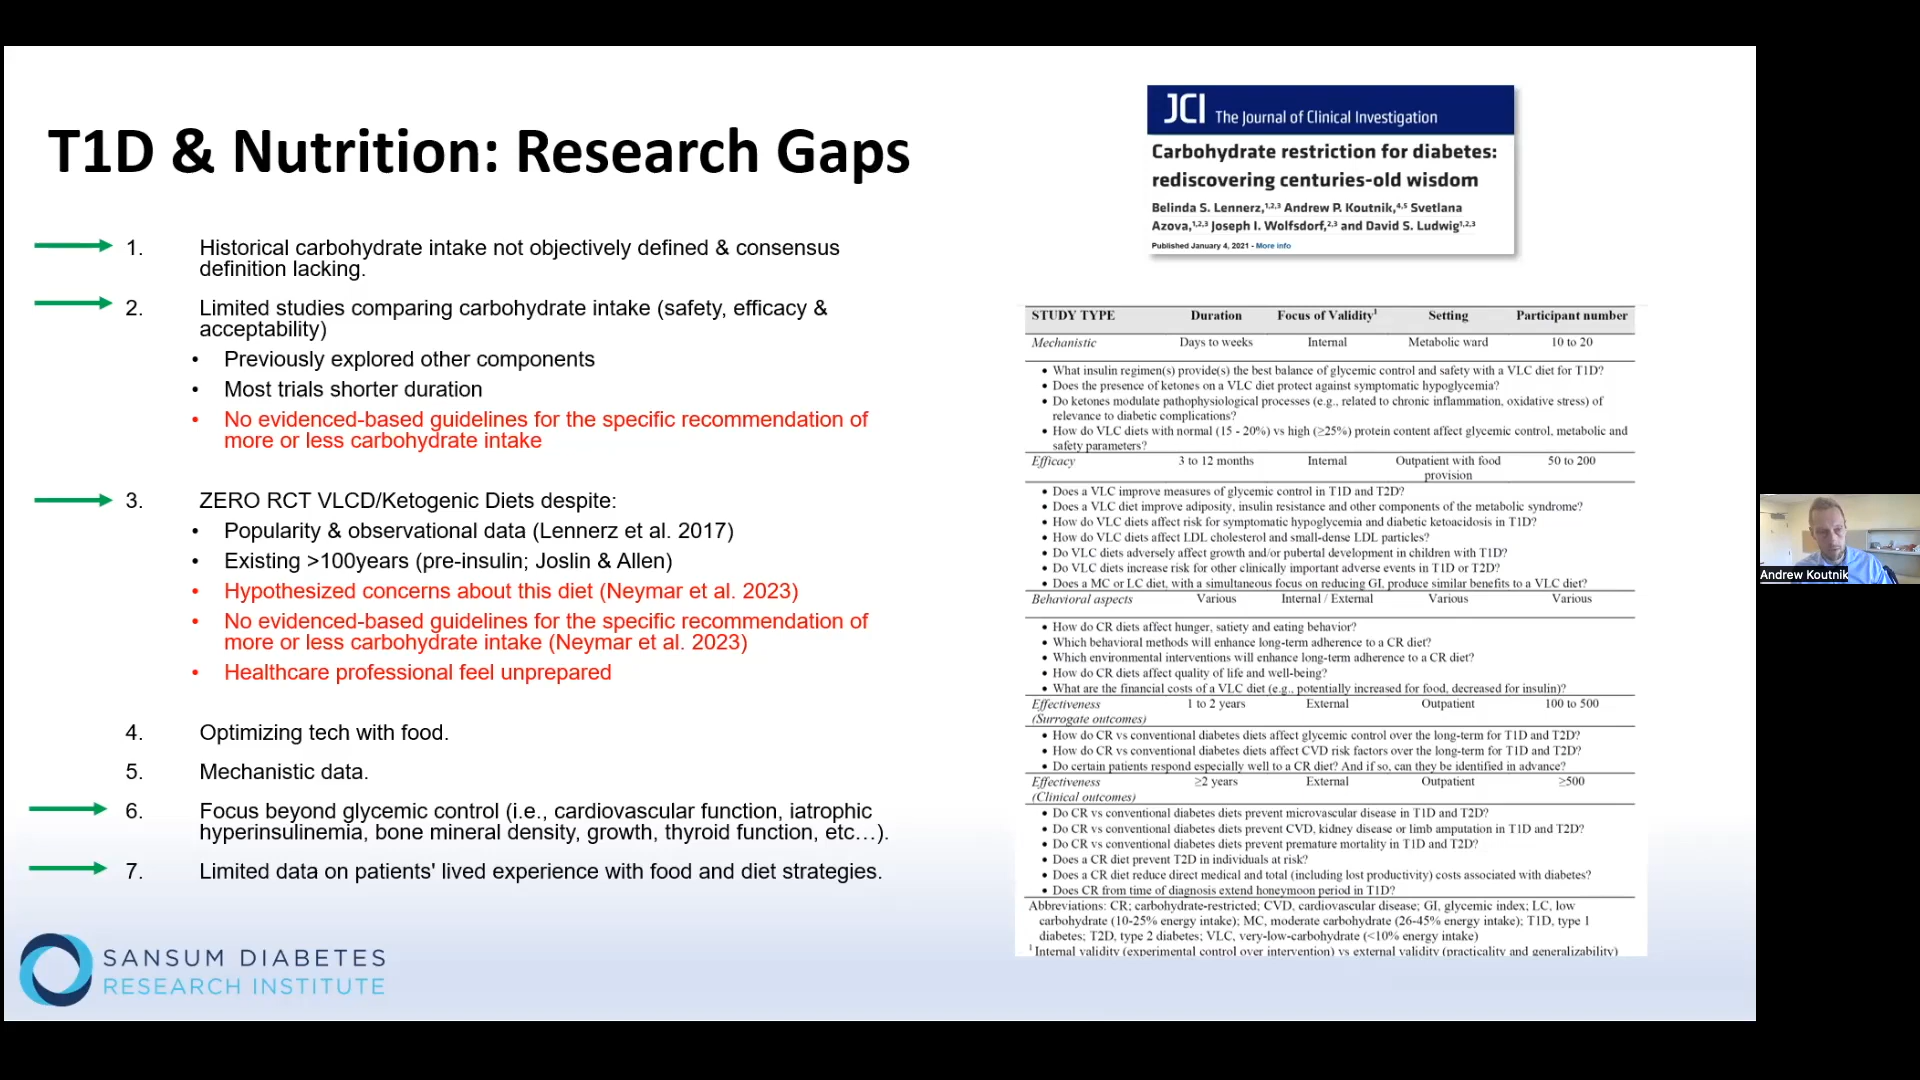 T1D & Nutrition: Research Gaps
1. Historical carbohydrate intake not objectively defined & consensus
definition lacking.
2. Limited studies comparing carbohydrate intake (safety, efficacy &
acceptability)
• Previously explored other components
• Most trials shorter duration
• No evidenced-based guidelines for the specific recommendation of
more or less carbohydrate intake
3. ZERO RCT VLCD/Ketogenic Diets despite:
• Popularity & observational data (Lennerz et al. 2017)
• Existing >100years (pre-insulin; Joslin & Allen)
• Hypothesized concerns about this diet (Neymar et al. 2023)
• No evidenced-based guidelines for the specific recommendation of
more or less carbohydrate intake (Neymar et al. 2023)
• Healthcare professional feel unprepared
4. Optimizing tech with food.
5. Mechanistic data.
6. Focus beyond glycemic control (i.e., cardiovascular function, iatrophic
hyperinsulinemia, bone mineral density, growth, thyroid function, etc…).
7. Limited data on patients' lived experience with food and diet strategies.
SANSUM DIABETES
RESEARCH INSTITUTE
JCI The Journal of Clinical Investigation
Carbohydrate restriction for diabetes:
rediscovering centuries-old wisdom
Belinda S. Lennerz,1,2,3 Andrew P. Koutnik,4,5 Svetlana
Azova,1,2,3 Joseph I. Wolfsdorf,2,3 and David S. Ludwig1,2,3
Published January 4, 2021 - More info
STUDY TYPE Duration Focus of Validity1 Setting Participant number
Mechanistic Days to weeks Internal Metabolic ward 10 to 20
• What insulin regimen(s) provide(s) the best balance of glycemic control and safety with a VLC diet for T1D?
• Does the presence of ketones on a VLC diet protect against symptomatic hypoglycemia?
• Do ketones modulate pathophysiological processes (e.g., related to chronic inflammation, oxidative stress) of
relevance to diabetic complications?
• How do VLC diets with normal (15 - 20%) vs high (≥25%) protein content affect glycemic control, metabolic and
safety parameters?
Efficacy 3 to 12 months Internal Outpatient with food 50 to 200
provision
• Does a VLC improve measures of glycemic control in T1D and T2D?
• Does a VLC diet improve adiposity, insulin resistance and other components of the metabolic syndrome?
• How do VLC diets affect risk for symptomatic hypoglycemia and diabetic ketoacidosis in T1D?
• How do VLC diets affect LDL cholesterol and small-dense LDL particles?
• Do VLC diets adversely affect growth and/or pubertal development in children with T1D?
• Do VLC diets increase risk for other clinically important adverse events in T1D or T2D?
• Does a MC or LC diet, with a simultaneous focus on reducing GI, produce similar benefits to a VLC diet?
Behavioral aspects Various Internal / External Various Various
• How do CR diets affect hunger, satiety and eating behavior?
• Which behavioral methods will enhance long-term adherence to a CR diet?
• Which environmental interventions will enhance long-term adherence to a CR diet?
• How do CR diets affect quality of life and well-being?
• What are the financial costs of a VLC diet (e.g., potentially increased for food, decreased for insulin)?
Effectiveness 1 to 2 years External Outpatient 100 to 500
(Surrogate outcomes)
• How do CR vs conventional diabetes diets affect glycemic control over the long-term for T1D and T2D?
• How do CR vs conventional diabetes diets affect CVD risk factors over the long-term for T1D and T2D?
• Do certain patients respond especially well to a CR diet? And if so, can they be identified in advance?
Effectiveness ≥2 years External Outpatient ≥500
(Clinical outcomes)
• Do CR vs conventional diabetes diets prevent microvascular disease in T1D and T2D?
• Do CR vs conventional diabetes diets prevent CVD, kidney disease or limb amputation in T1D and T2D?
• Do CR vs conventional diabetes diets prevent premature mortality in T1D and T2D?
• Does a CR diet prevent T2D in individuals at risk?
• Does a CR diet reduce direct medical and total (including lost productivity) costs associated with diabetes?
• Does CR from time of diagnosis extend honeymoon period in T1D?
Abbreviations: CR; carbohydrate-restricted; CVD, cardiovascular disease; GI, glycemic index; LC, low
carbohydrate (10-25% energy intake); MC, moderate carbohydrate (26-45% energy intake); T1D, type 1
diabetes; T2D, type 2 diabetes; VLC, very-low-carbohydrate (<10% energy intake)
1 Internal validity (experimental control over intervention) vs external validity (practicality and generalizability)
Andrew Koutnik